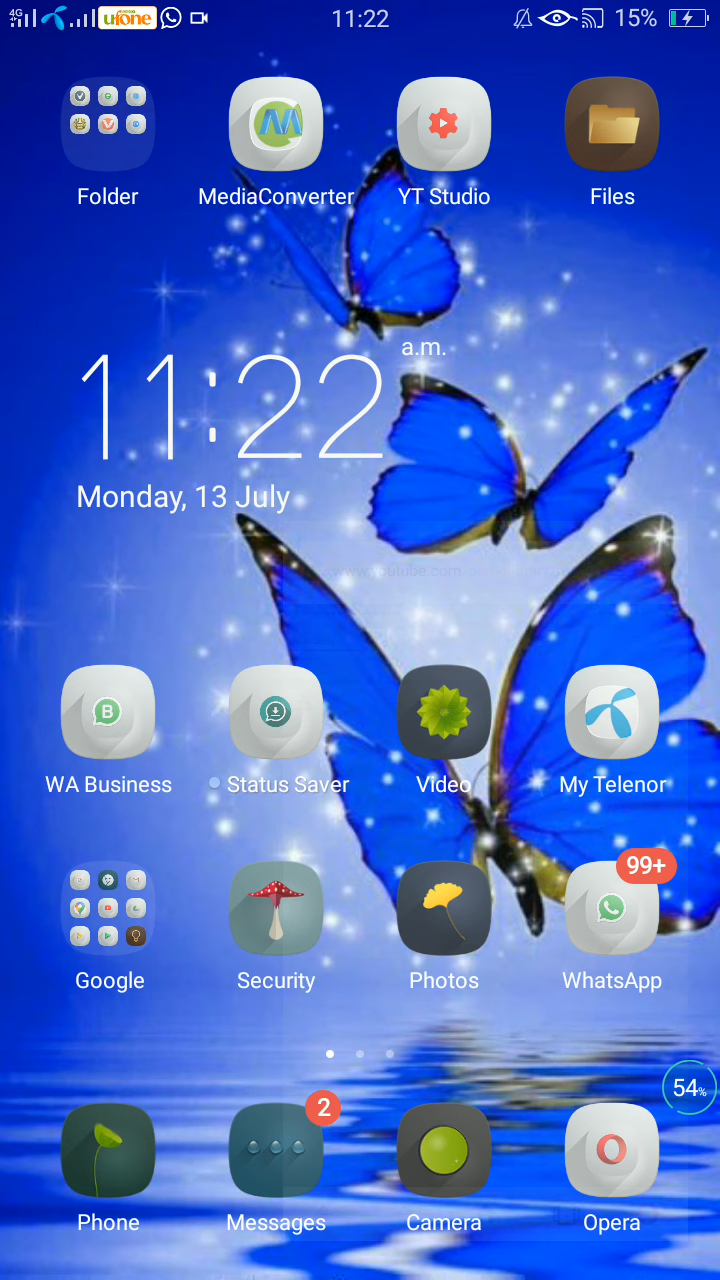 4G ufone 11:22 15%
Folder MediaConverter YT Studio Files
11:22 a.m.
Monday, 13 July
WA Business Status Saver Video My Telenor
99+
Google Security Photos WhatsApp
54%
2
Phone Messages Camera Opera